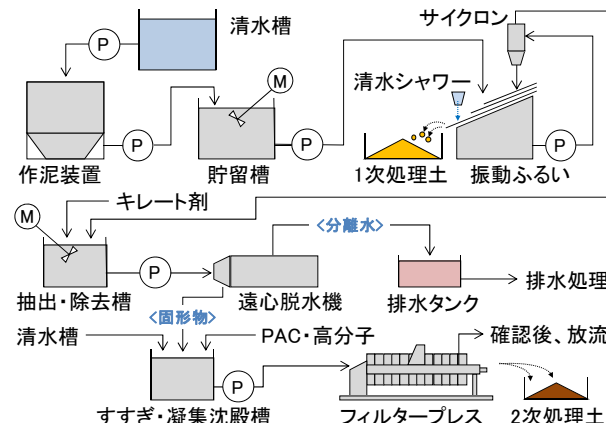 清水槽
サイクロン
P
P
M
清水シャワー
P
P
P
作泥装置
貯留槽
1次処理土
振動ふるい
キレート剤
M
<分離水>
P
排水処理
抽出・除去槽
遠心脱水機
排水タンク
<固形物>
清水槽
PAC・高分子
確認後、放流
P
すすぎ・凝集沈殿槽
フィルタープレス
2次処理土